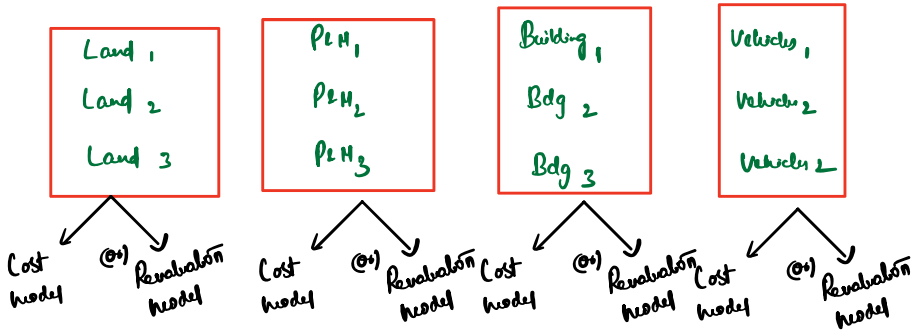 Land 1
Land 2
Land 3
Cost model
(or)
Revaluation model
P&M1
P&M2
P&M3
Cost model
(or)
Revaluation model
Building 1
Bdg 2
Bdg 3
Cost model
(or)
Revaluation model
Vehicles 1
Vehicles 2
Vehicles 2
Cost model
(or)
Revaluation model